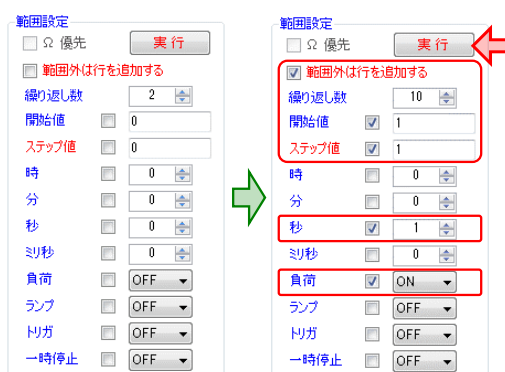 範囲設定
Ω 優先 実行
範囲外は行を追加する
繰り返し数 2
開始値 0
ステップ値 0
時 0
分 0
秒 0
ミリ秒 0
負荷 OFF
ランプ OFF
トリガ OFF
一時停止 OFF
範囲設定
Ω 優先 実行
範囲外は行を追加する
繰り返し数 10
開始値 1
ステップ値 1
時 0
分 0
秒 1
ミリ秒 0
負荷 ON
ランプ OFF
トリガ OFF
一時停止 OFF